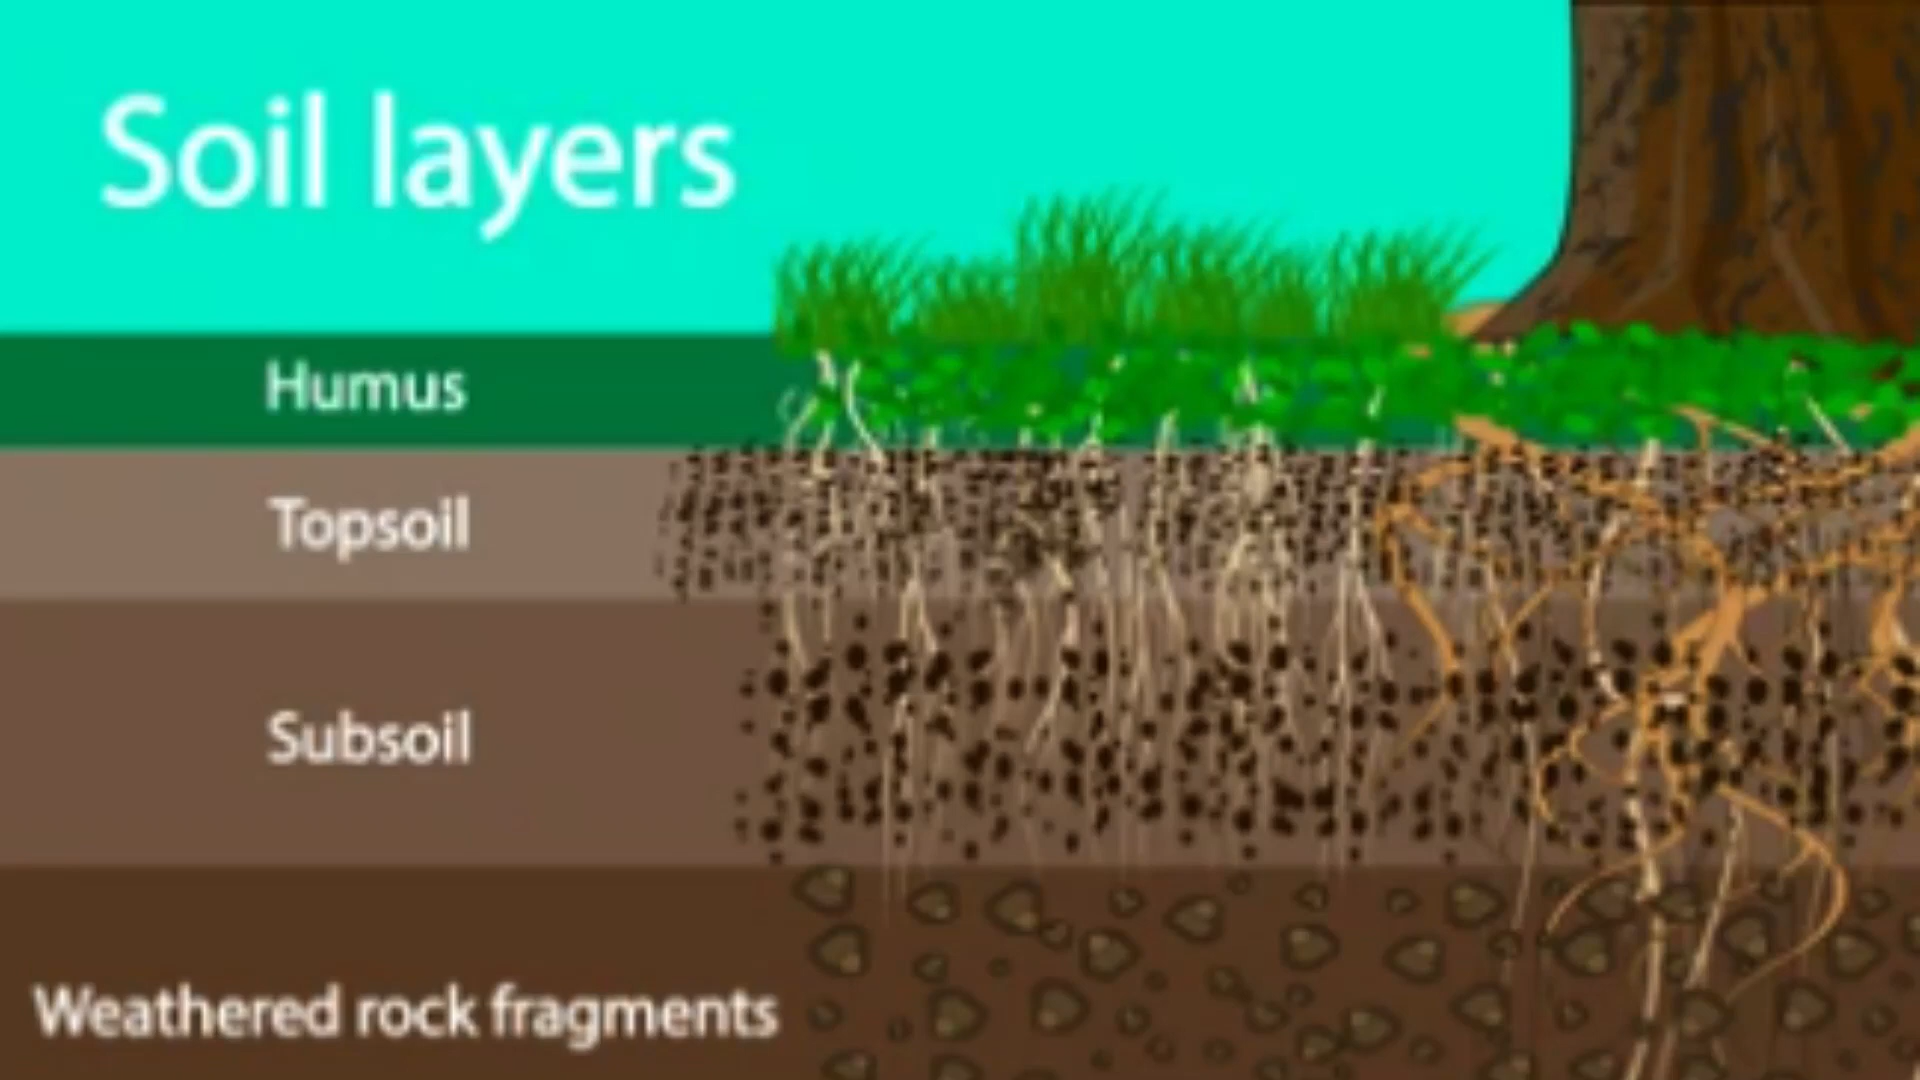 Soil layers
Humus
Topsoil
Subsoil
Weathered rock fragments